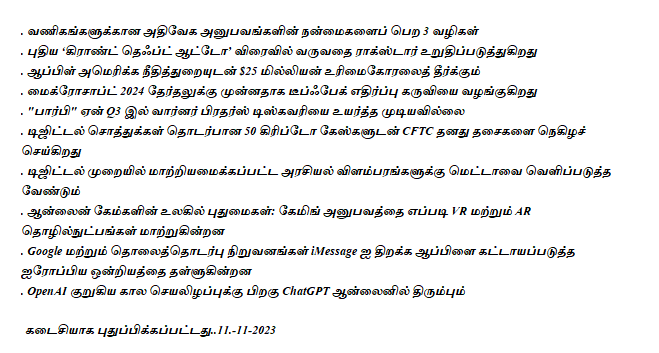 . வணிகங்களுக்கான அதிவேக அனுபவங்களின் நன்மைகளைப் பெற 3 வழிகள்
. புதிய ‘கிராண்ட் தெஃப்ட் ஆட்டோ’ விரைவில் வருவதை ராக்ஸ்டார் உறுதிப்படுத்துகிறது
. ஆப்பிள் அமெரிக்க நீதித்துறையுடன் $25 மில்லியன் உரிமைகோரலைத் தீர்க்கும்
. மைக்ரோசாப்ட் 2024 தேர்தலுக்கு முன்னதாக டீப்ஃபேக் எதிர்ப்பு கருவியை வழங்குகிறது
. "பார்பி" ஏன் Q3 இல் வார்னர் பிரதர்ஸ் டிஸ்கவரியை உயர்த்த முடியவில்லை
. டிஜிட்டல் சொத்துக்கள் தொடர்பான 50 கிரிப்டோ கேஸ்களுடன் CFTC தனது தசைகளை நெகிழச்
செய்கிறது
. டிஜிட்டல் முறையில் மாற்றியமைக்கப்பட்ட அரசியல் விளம்பரங்களுக்கு மெட்டாவை வெளிப்படுத்த
வேண்டும்
. ஆன்லைன் கேம்களின் உலகில் புதுமைகள்: கேமிங் அனுபவத்தை எப்படி VR மற்றும் AR
தொழில்நுட்பங்கள் மாற்றுகின்றன
. Google மற்றும் தொலைத்தொடர்பு நிறுவனங்கள் iMessage ஐ திறக்க ஆப்பிளை கட்டாயப்படுத்த
ஐரோப்பிய ஒன்றியத்தை தள்ளுகின்றன
. OpenAI குறுகிய கால செயலிழப்புக்கு பிறகு ChatGPT ஆன்லைனில் திரும்பும்
கடைசியாக புதுப்பிக்கப்பட்டது..11.-11-2023